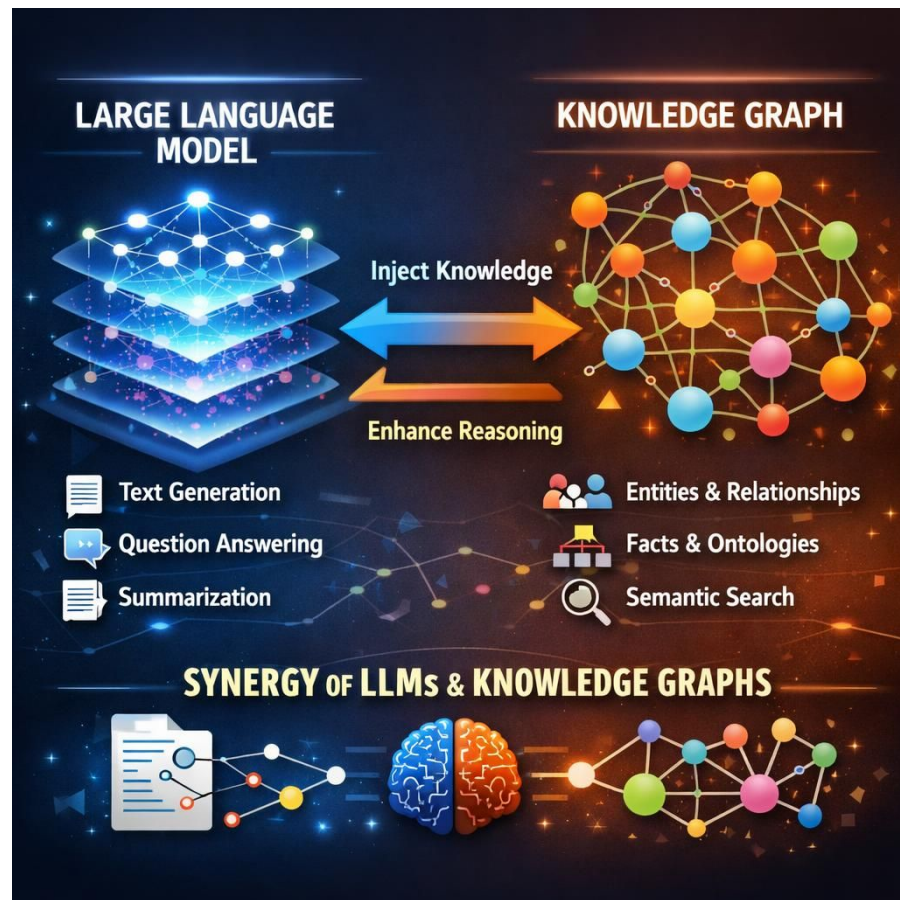 LARGE LANGUAGE
MODEL
KNOWLEDGE GRAPH
Inject Knowledge
Enhance Reasoning
Text Generation
Question Answering
Summarization
Entities & Relationships
Facts & Ontologies
Semantic Search
SYNERGY OF LLMs & KNOWLEDGE GRAPHS